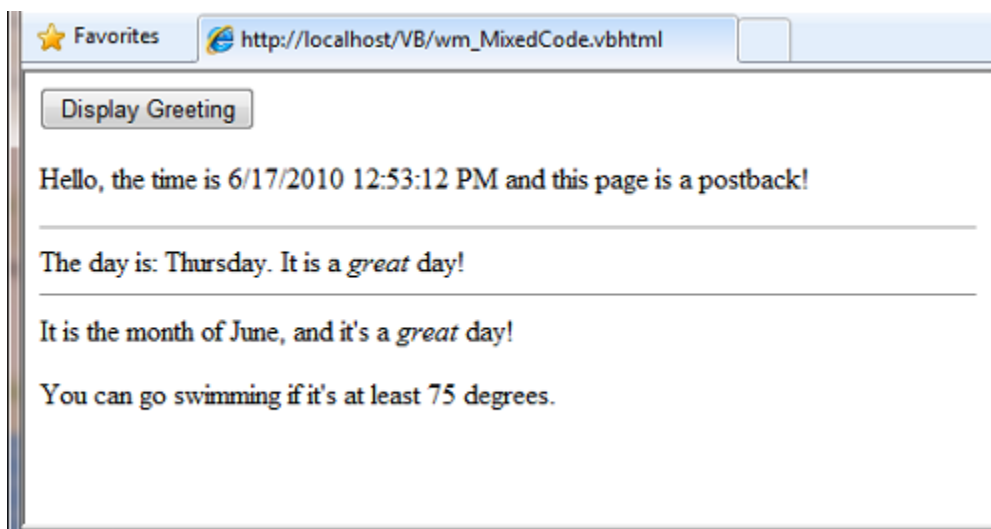 Favorites
http://localhost/VB/wm_MixedCode.vbhtml
Display Greeting
Hello, the time is 6/17/2010 12:53:12 PM and this page is a postback!
The day is: Thursday. It is a great day!
It is the month of June, and it's a great day!
You can go swimming if it's at least 75 degrees.